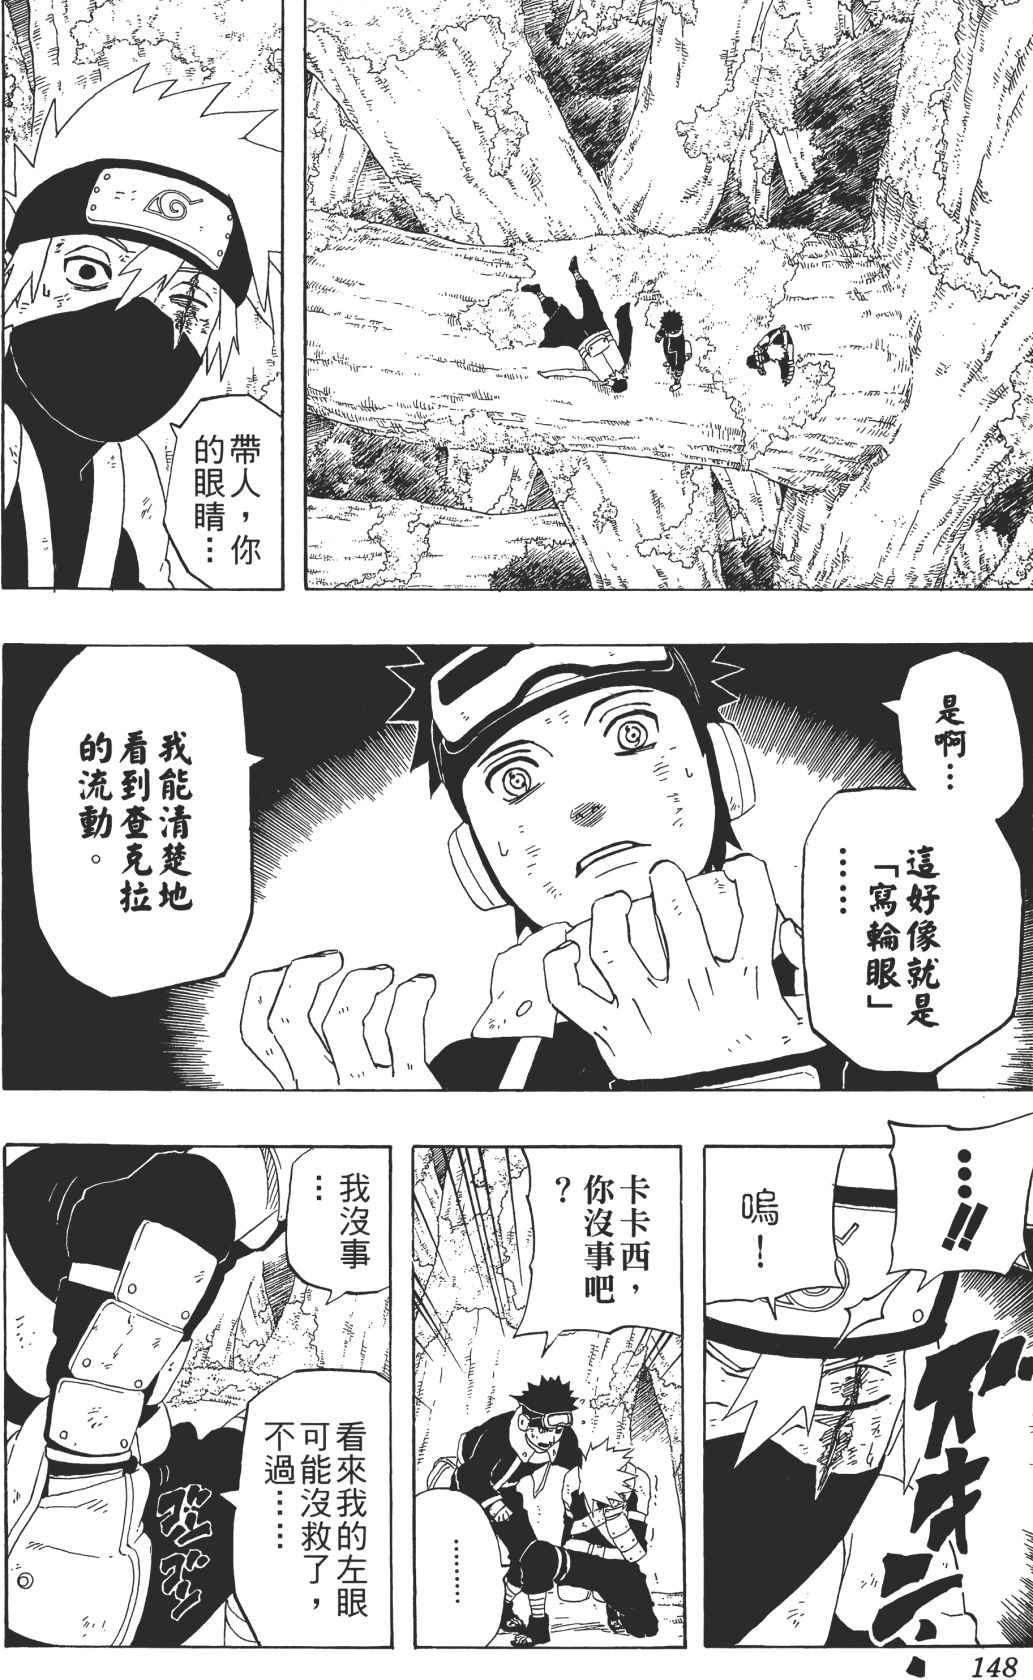 帶人，你
的眼睛…
是啊…
這好像就是
「寫輪眼」
……
我能清楚地
看到查克拉
的流動。
…!!
嗚！
卡卡西，
你沒事吧
？
………
我沒事
…
看來我的左眼
可能沒救了，
不過……
148